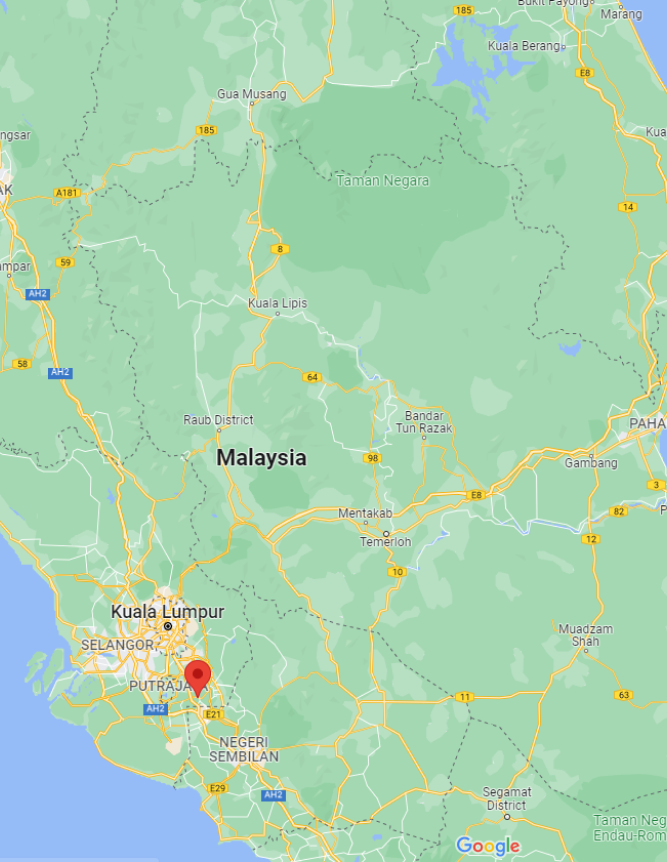 Bukit Payong
Marang
185
Kuala Berang
E8
Gua Musang
185
ngsar
Kua
AK
Taman Negara
A181
14
8
59
mpar
AH2
Kuala Lipis
58
AH2
64
Raub District
Bandar
Tun Razak
PAHA
Malaysia
98
Gambang
E8
3
Mentakab
82
P
Temerloh
12
10
Kuala Lumpur
SELANGOR
Muadzam
Shah
PUTRAJA
11
63
AH2
E21
NEGERI
SEMBILAN
E29
AH2
Segamat
District
Taman Neg
Endau-Rom
Google